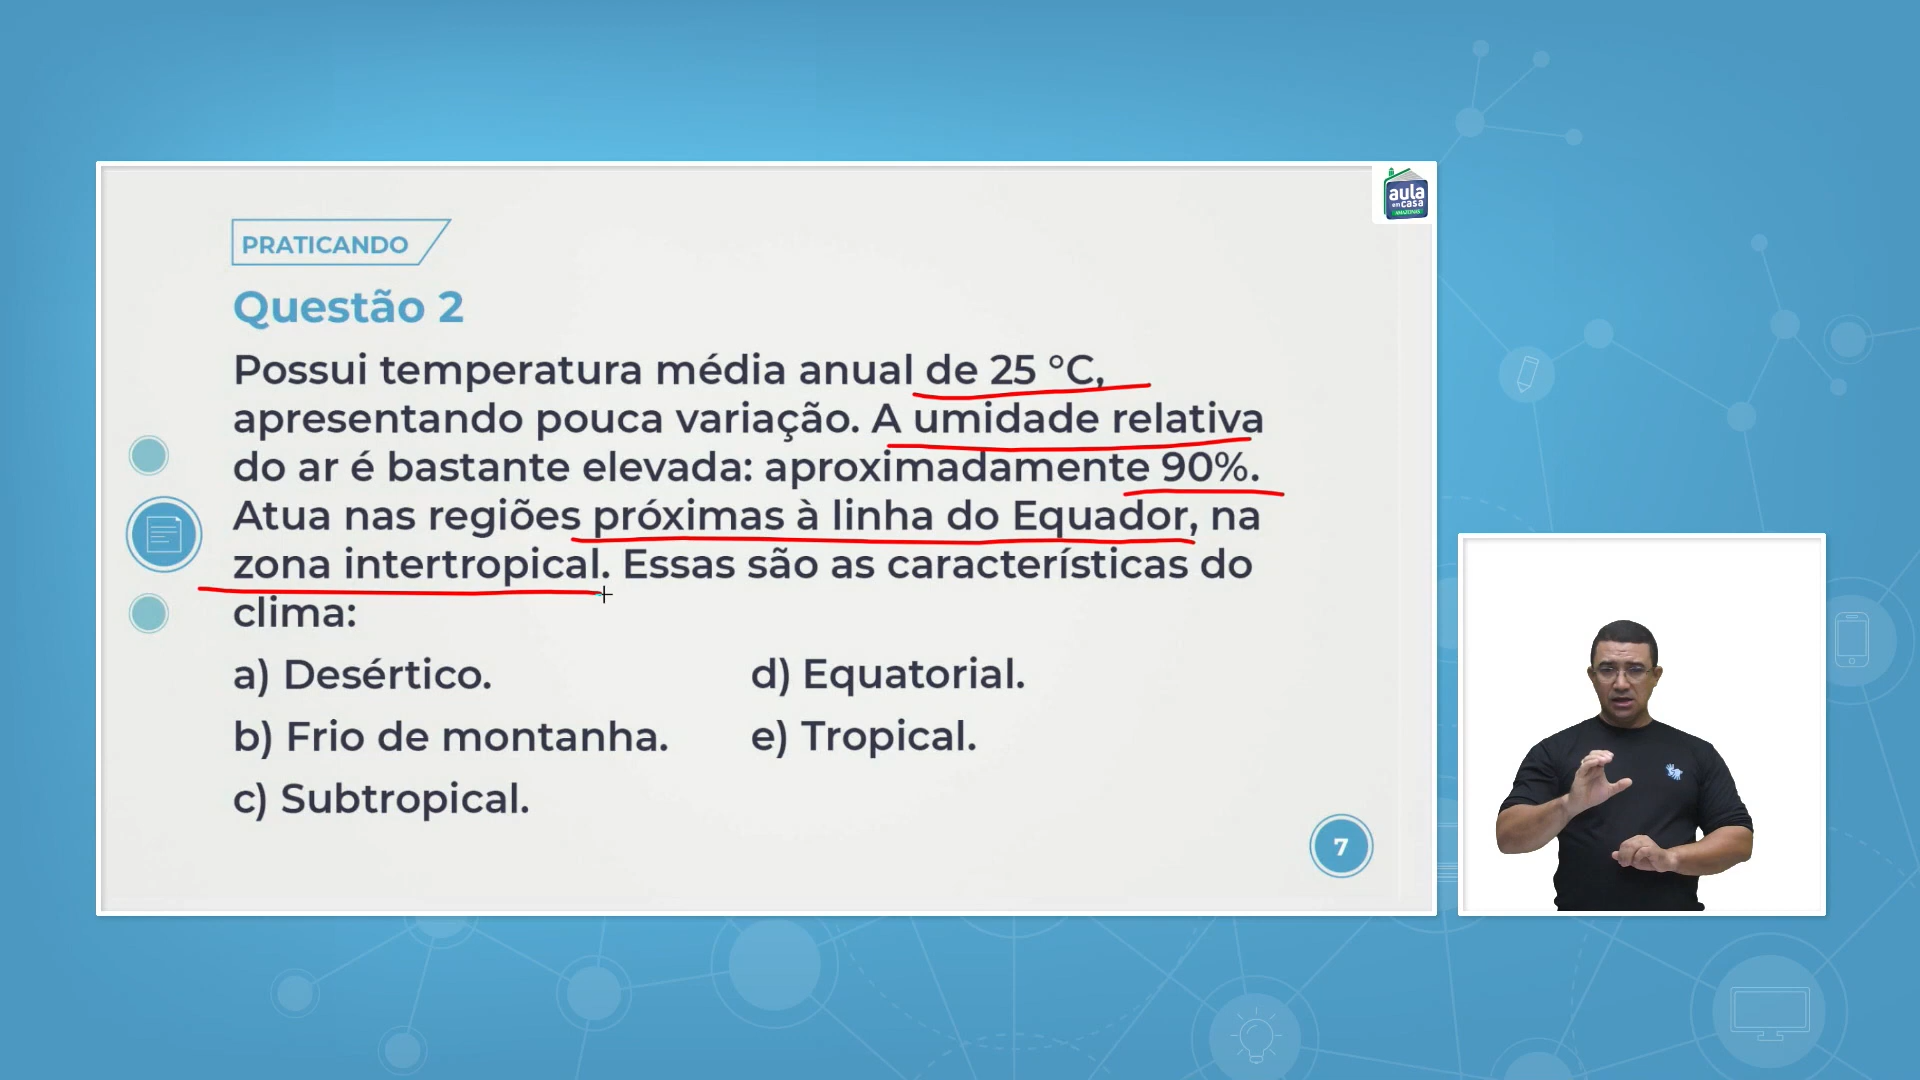 aula
em casa
AMAZONAS
PRATICANDO
Questão 2
Possui temperatura média anual de 25 °C,
apresentando pouca variação. A umidade relativa
do ar é bastante elevada: aproximadamente 90%.
Atua nas regiões próximas à linha do Equador, na
zona intertropical. Essas são as características do
clima:
a) Desértico.
b) Frio de montanha.
c) Subtropical.
d) Equatorial.
e) Tropical.
7